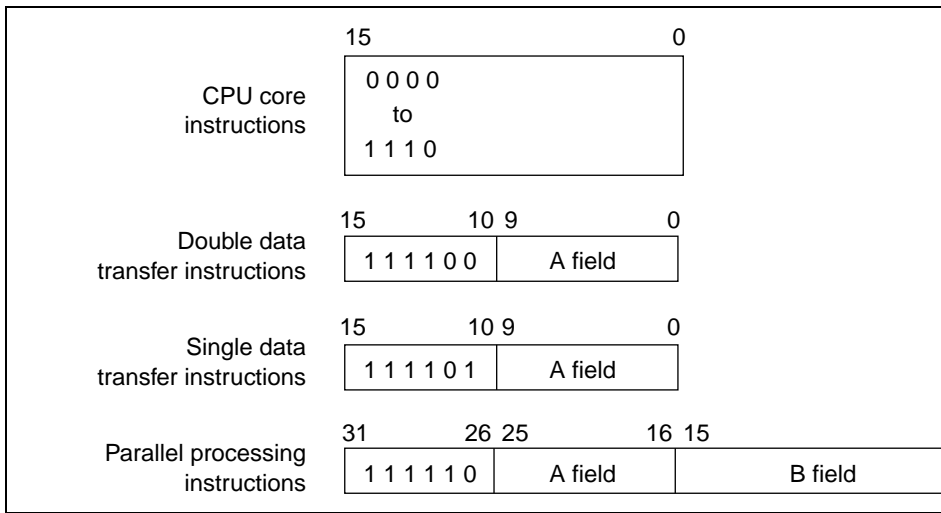 15 0
CPU core
instructions
0 0 0 0
to
1 1 1 0
15 10 9 0
Double data
transfer instructions
1 1 1 1 0 0 A field
15 10 9 0
Single data
transfer instructions
1 1 1 1 0 1 A field
31 26 25 16 15
Parallel processing
instructions
1 1 1 1 1 0 A field B field